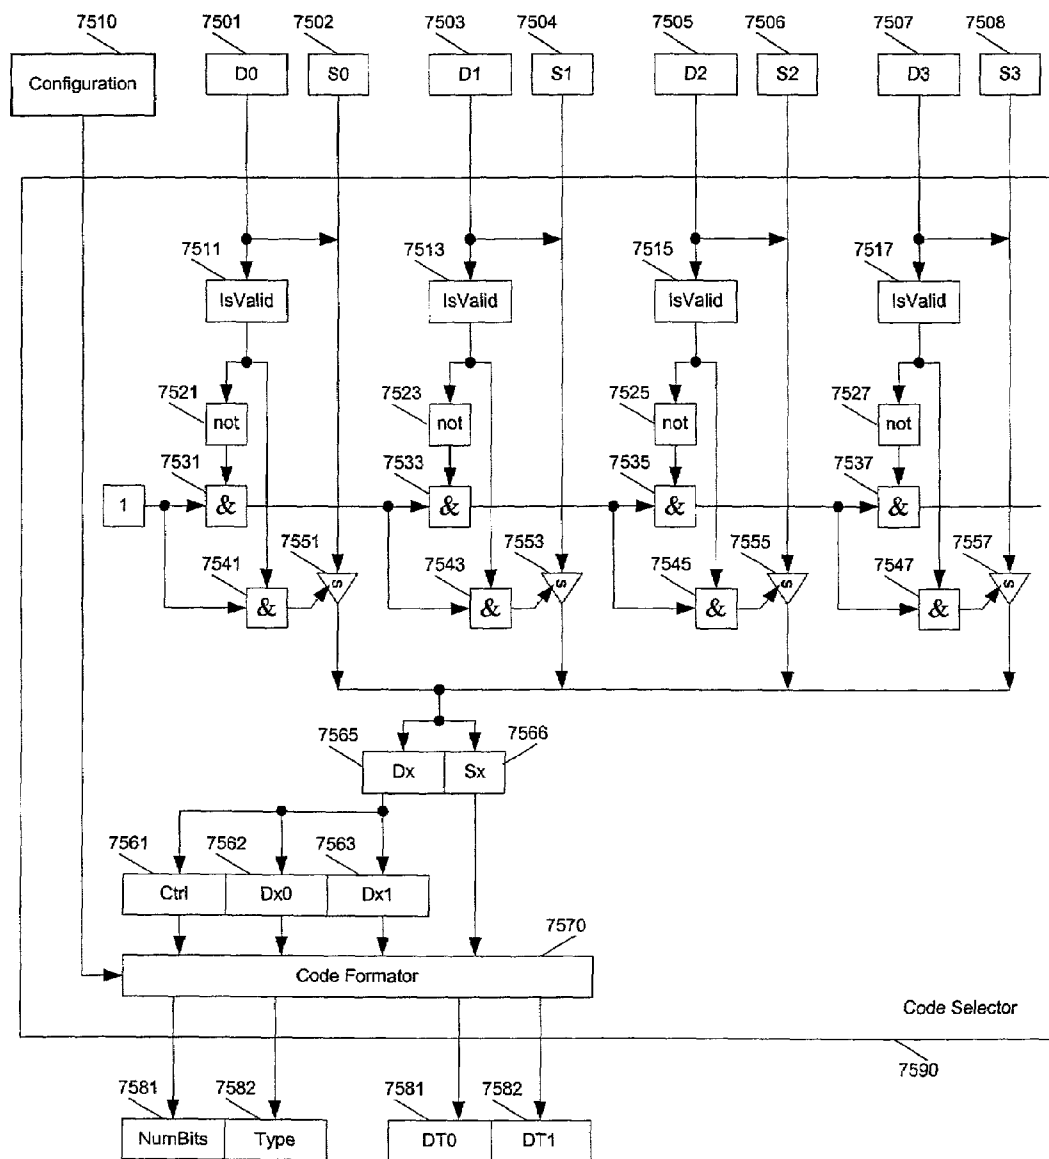 7510 7501 7502 7503 7504 7505 7506 7507 7508
Configuration D0 S0 D1 S1 D2 S2 D3 S3
7511 7513 7515 7517
IsValid IsValid IsValid IsValid
7521 7523 7525 7527
not not not not
7531 7533 7535 7537
1 & & & &
7541 7551 7543 7553 7545 7555 7547 7557
& s & s & s & s
7565 7566
Dx Sx
7561 7562 7563
Ctrl Dx0 Dx1
7570
Code Formator
Code Selector
7590
7581 7582 7581 7582
NumBits Type DT0 DT1